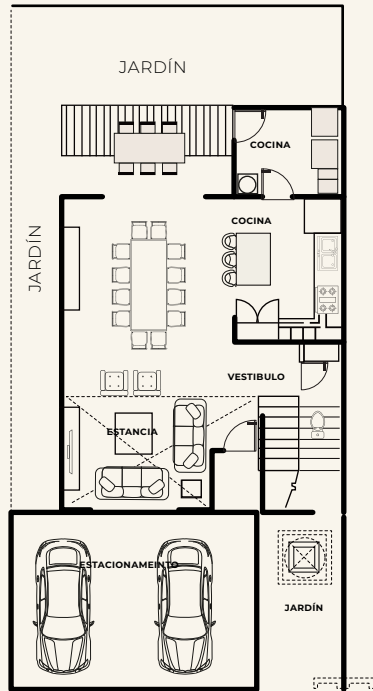 JARDÍN
COCINA
COCINA
JARDÍN
VESTIBULO
ESTANCIA
ESTACIONAMEINTO
JARDÍN